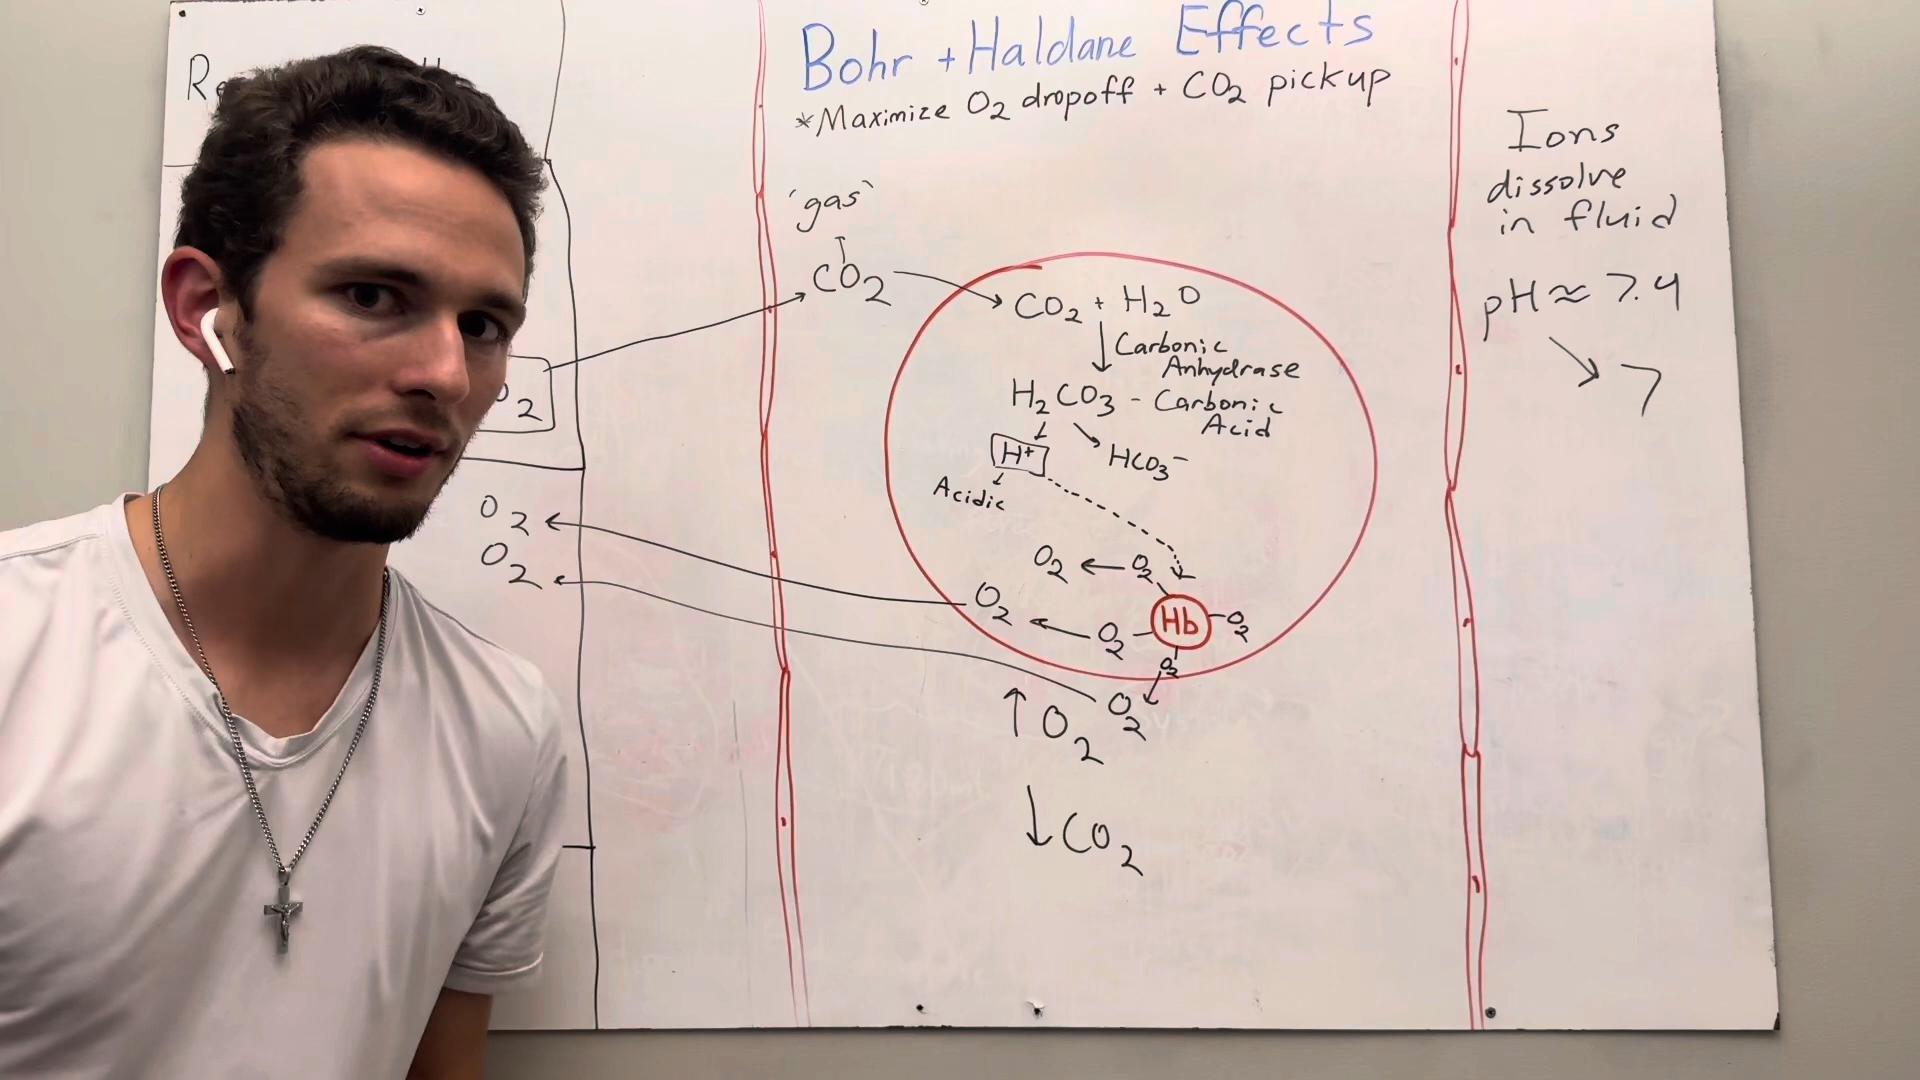 Bohr + Haldane Effects
*Maximize O2 dropoff + CO2 pickup
'gas'
CO2
CO2 + H2O
Carbonic
Anhydrase
H2CO3 - Carbonic
Acid
H+
HCO3-
Acidic
O2
O2
O2
O2
O2
O2
O2
Hb
O2
O2
O2
↑O2
↓CO2
Ions
dissolve
in fluid
pH ≈ 7.4
↘ 7